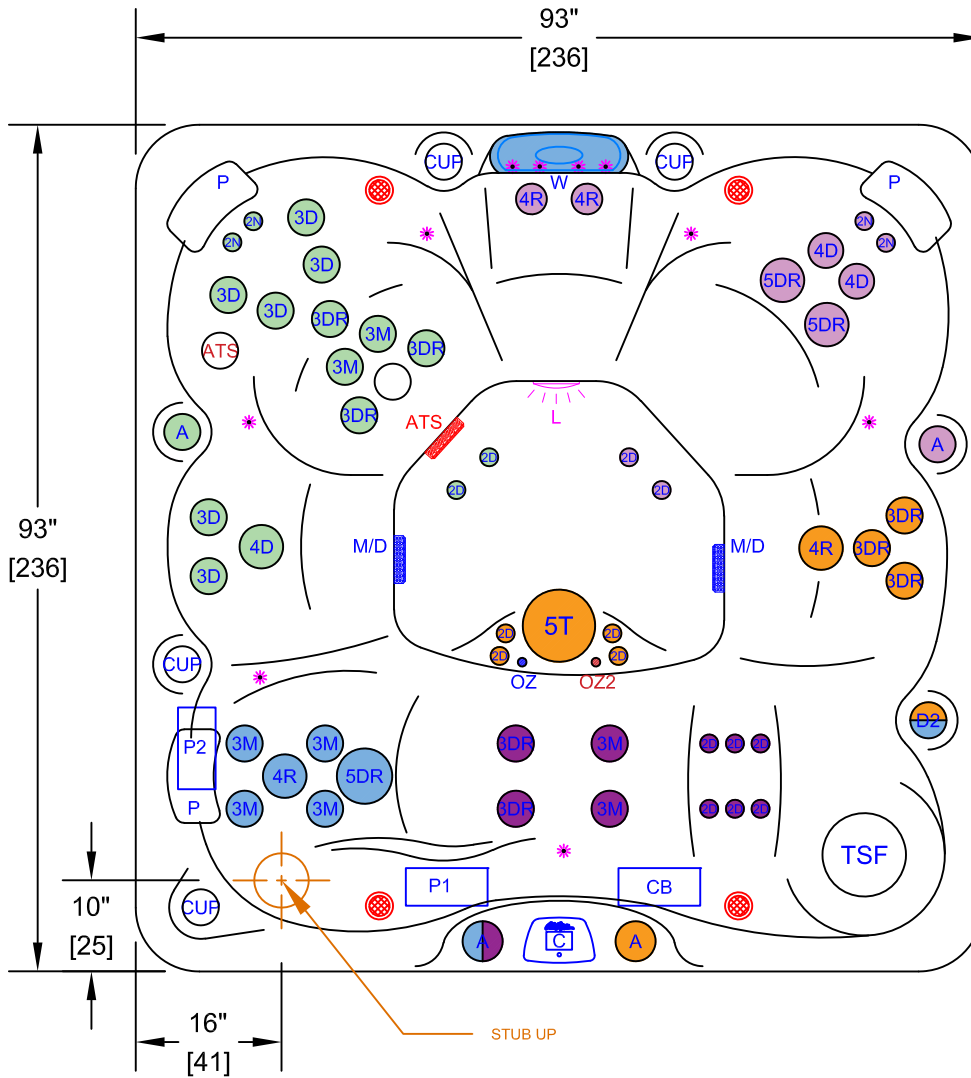 93"
[236]
CUP
CUP
P
W
P
4R
4R
2N
3D
2N
2N
2N
3D
4D
4D
5DR
3D
3D
3DR
3M
5DR
ATS
3DR
3M
3DR
ATS
L
A
A
2D
2D
2D
2D
93"
[236]
3D
3DR
4D
M/D
M/D
4R
3DR
3D
3DR
5T
2D
2D
2D
2D
CUP
OZ
OZ2
D2
P2
3M
3M
3DR
3M
2D
2D
2D
4R
5DR
P
3M
3M
3DR
3M
2D
2D
2D
TSF
P1
CB
10"
[25]
CUP
A
C
A
16"
[41]
STUB UP